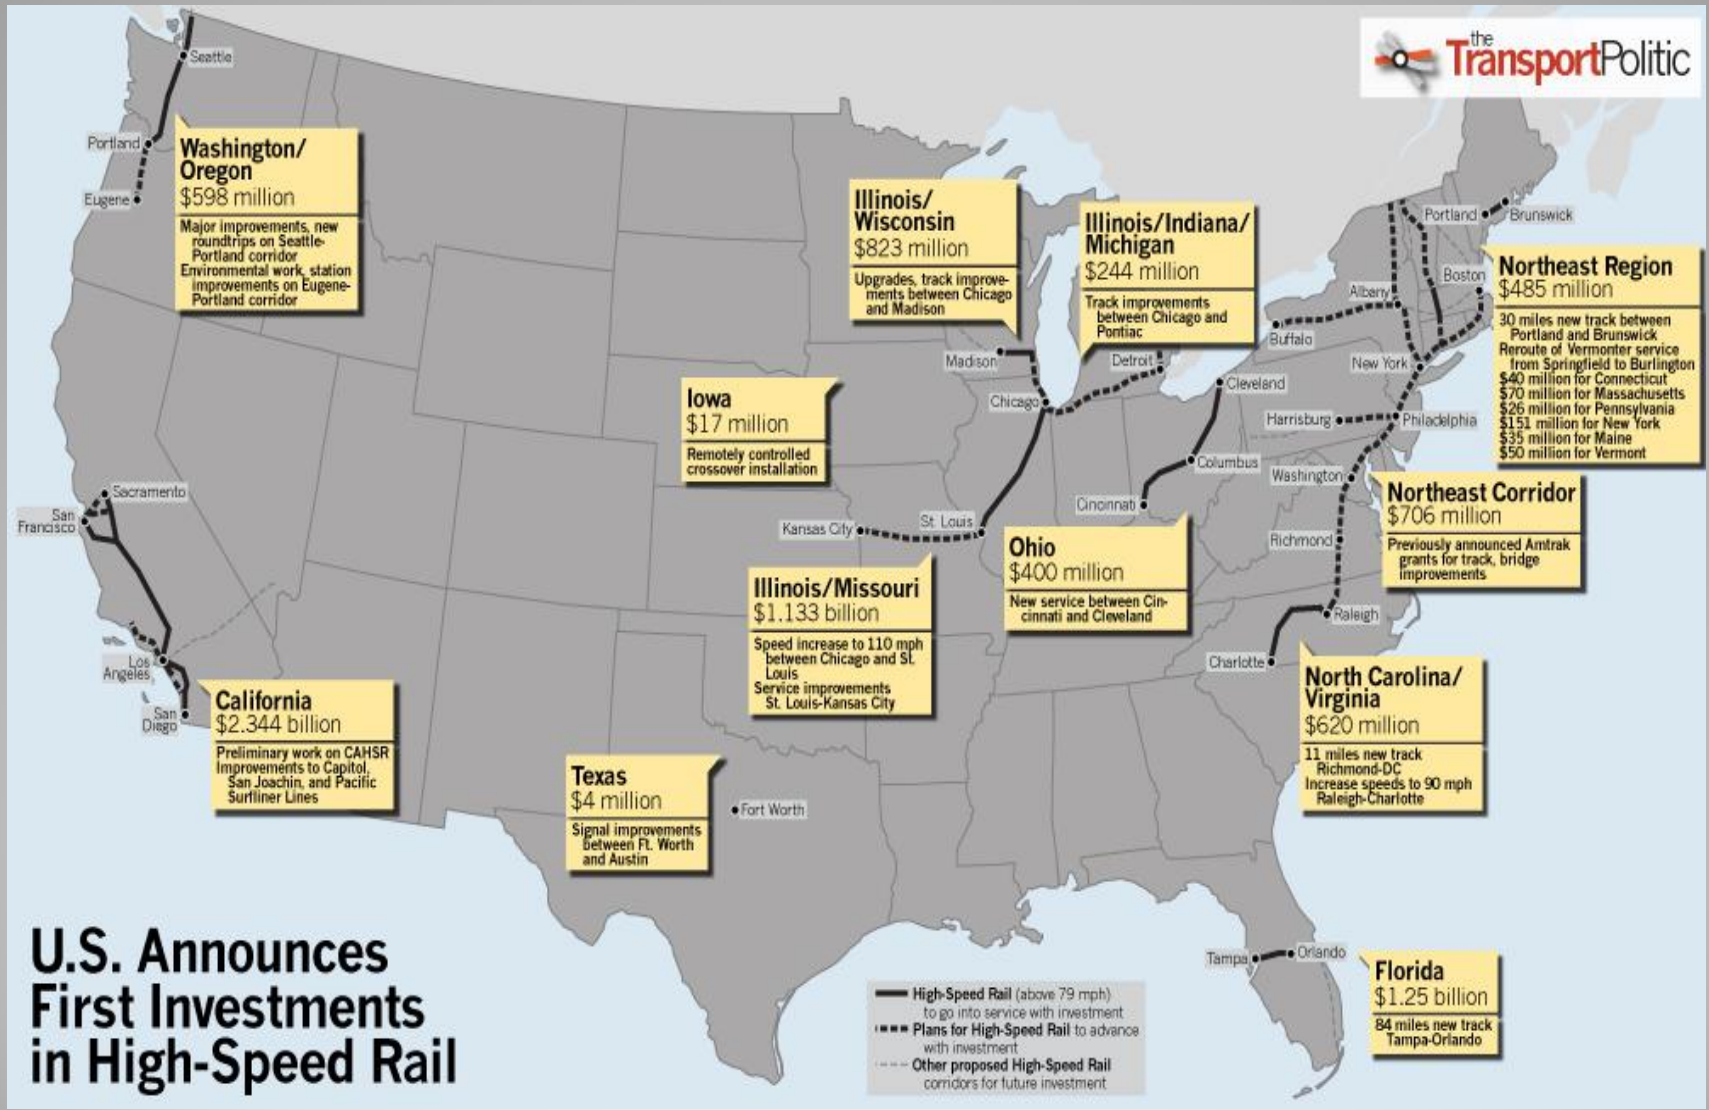 the
TransportPolitic
Seattle
Portland
Eugene
Washington/
Oregon
$598 million
Major improvements, new
roundtrips on Seattle-
Portland corridor
Environmental work, station
improvements on Eugene-
Portland corridor
Illinois/
Wisconsin
$823 million
Upgrades, track improve-
ments between Chicago
and Madison
Illinois/Indiana/
Michigan
$244 million
Track improvements
between Chicago and
Pontiac
Portland
Brunswick
Boston
Albany
Buffalo
New York
Northeast Region
$485 million
30 miles new track between
Portland and Brunswick
Reroute of Vermonter service
from Springfield to Burlington
$40 million for Connecticut
$70 million for Massachusetts
$26 million for Pennsylvania
$151 million for New York
$35 million for Maine
$50 million for Vermont
Madison
Detroit
Cleveland
Chicago
Harrisburg
Philadelphia
Iowa
$17 million
Remotely controlled
crossover installation
Columbus
Washington
Cincinnati
Northeast Corridor
$706 million
Previously announced Amtrak
grants for track, bridge
improvements
Sacramento
San
Francisco
Kansas City
St. Louis
Richmond
Ohio
$400 million
New service between Cin-
cinnati and Cleveland
Illinois/Missouri
$1.133 billion
Speed increase to 110 mph
between Chicago and St.
Louis
Service improvements
St. Louis-Kansas City
Raleigh
Charlotte
North Carolina/
Virginia
$620 million
11 miles new track
Richmond-DC
Increase speeds to 90 mph
Raleigh-Charlotte
Los
Angeles
San
Diego
California
$2.344 billion
Preliminary work on CAHSR
Improvements to Capitol,
San Joachin, and Pacific
Surfliner Lines
Texas
$4 million
Signal improvements
between Ft. Worth
and Austin
Fort Worth
Tampa
Orlando
Florida
$1.25 billion
84 miles new track
Tampa-Orlando
U.S. Announces
First Investments
in High-Speed Rail
High-Speed Rail (above 79 mph)
to go into service with investment
Plans for High-Speed Rail to advance
with investment
Other proposed High-Speed Rail
corridors for future investment